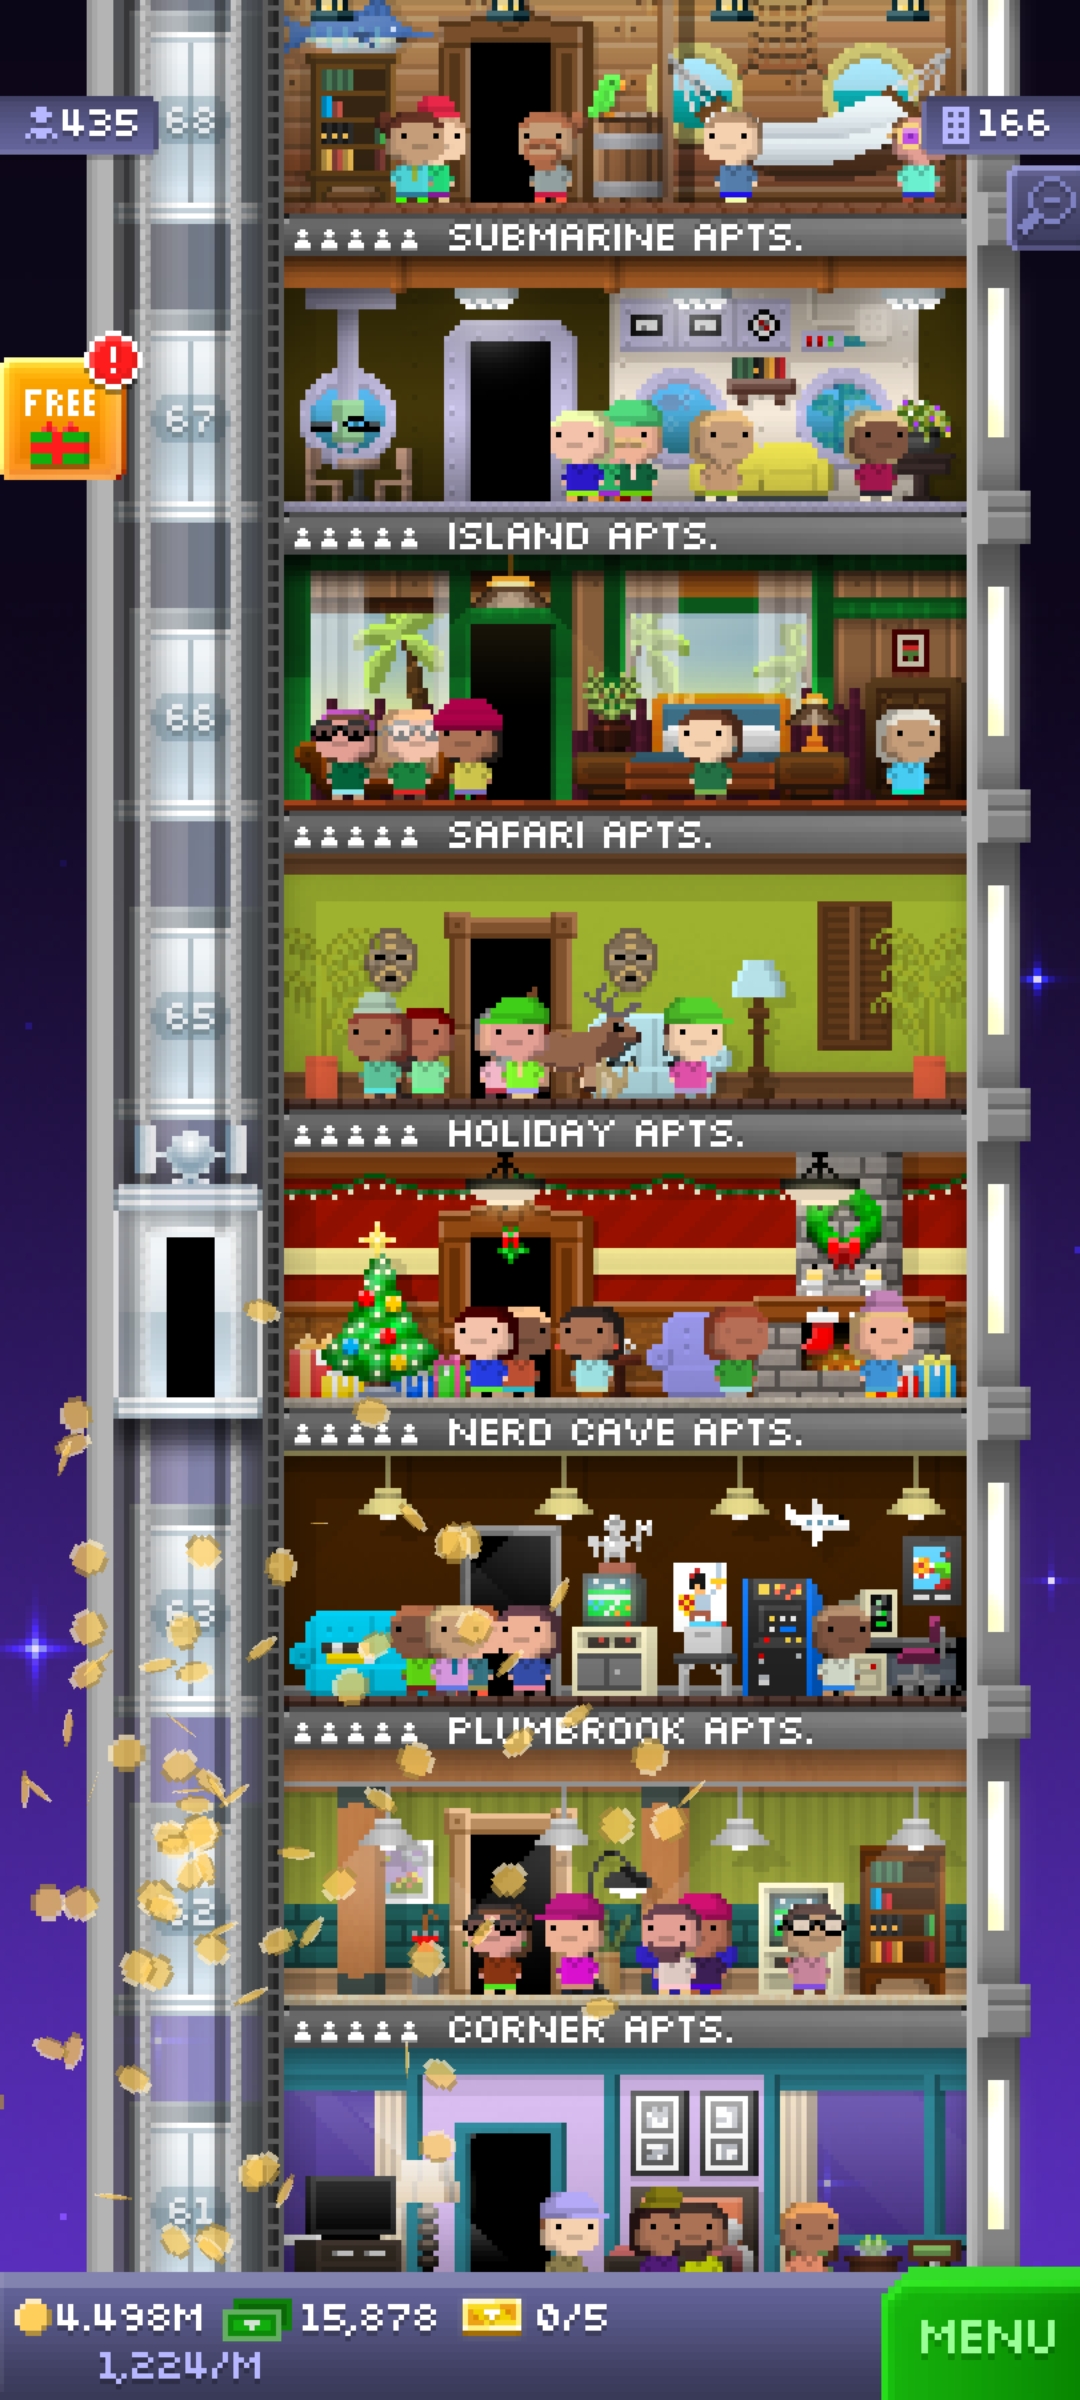 435
68
166
SUBMARINE APTS.
FREE
!
67
ISLAND APTS.
66
SAFARI APTS.
65
HOLIDAY APTS.
NERD CAVE APTS.
63
PLUMBROOK APTS.
62
CORNER APTS.
61
4.498M
15,878
0/5
1,224/M
MENU